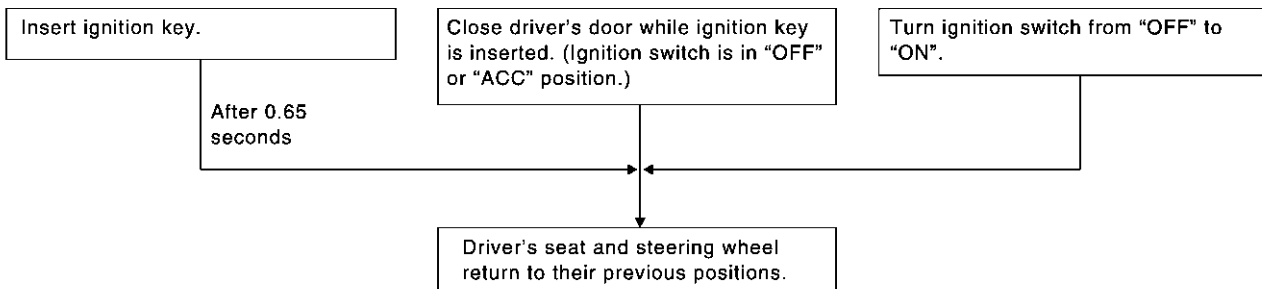 Insert ignition key.
Close driver's door while ignition key
is inserted. (Ignition switch is in “OFF”
or “ACC” position.)
Turn ignition switch from “OFF” to
“ON”.
After 0.65
seconds
Driver's seat and steering wheel
return to their previous positions.